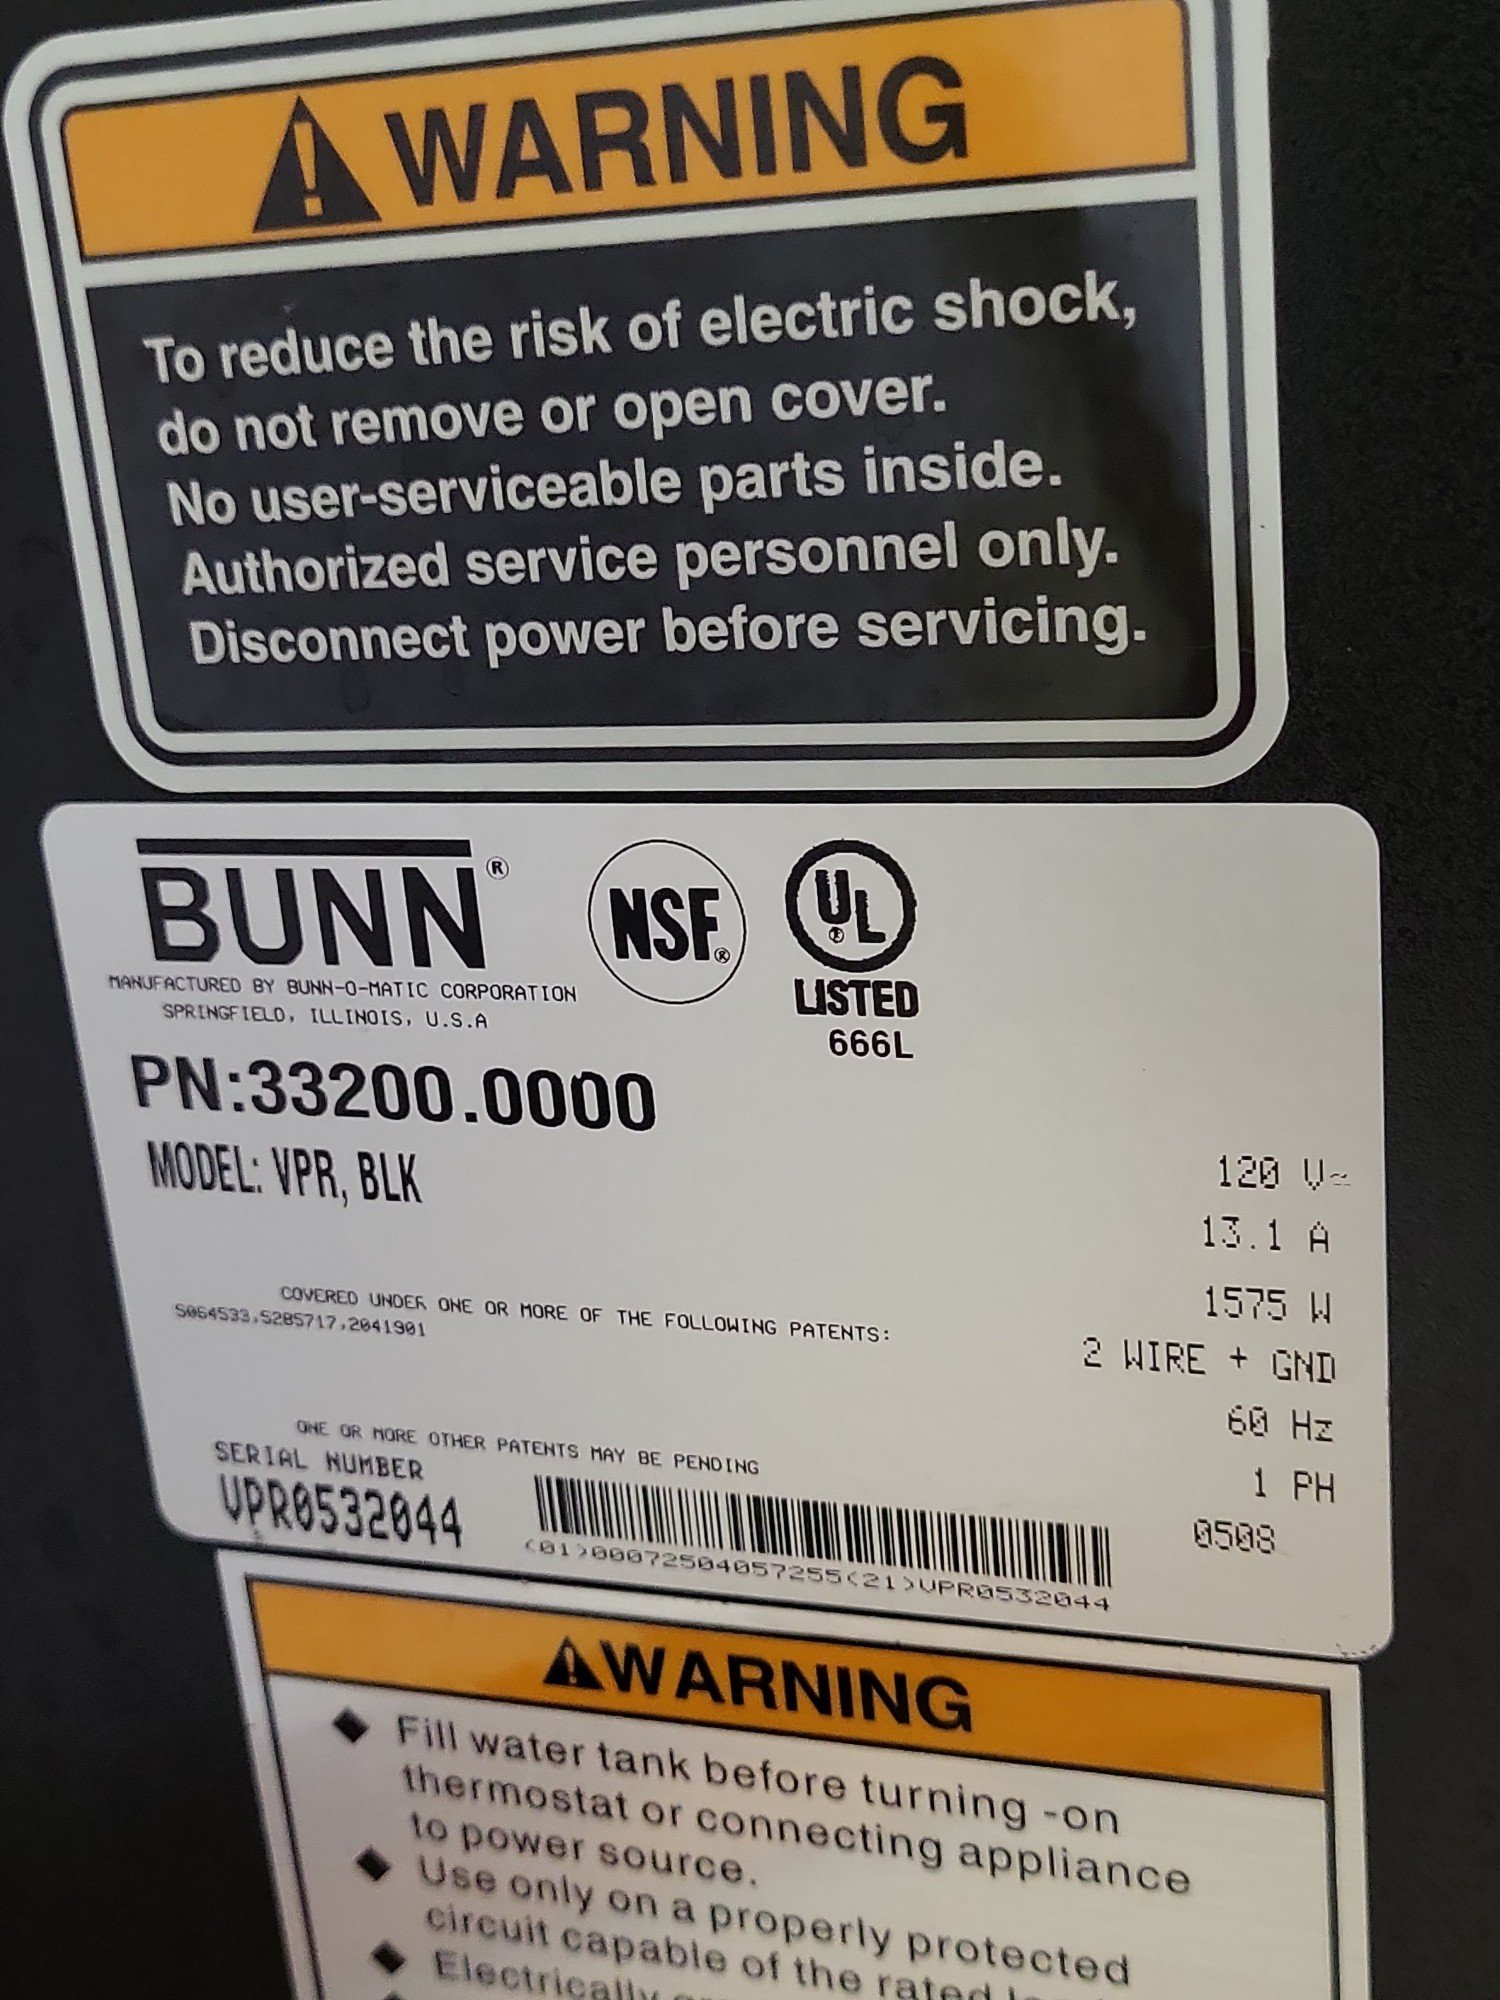 WARNING
To reduce the risk of electric shock,
do not remove or open cover.
No user-serviceable parts inside.
Authorized service personnel only.
Disconnect power before servicing.
BUNN®
NSF®
UL®
LISTED
666L
MANUFACTURED BY BUNN-O-MATIC CORPORATION
SPRINGFIELD, ILLINOIS, U.S.A
PN:33200.0000
MODEL: VPR, BLK
120 V~
13.1 A
1575 W
2 WIRE + GND
60 Hz
1 PH
0508
COVERED UNDER ONE OR MORE OF THE FOLLOWING PATENTS:
5064533,5285717,2041901
ONE OR MORE OTHER PATENTS MAY BE PENDING
SERIAL NUMBER
VPR0532044
(01)00072504057255(21)VPR0532044
WARNING
Fill water tank before turning -on
thermostat or connecting appliance
to power source.
Use only on a properly protected
circuit capable of the rated
Electrically